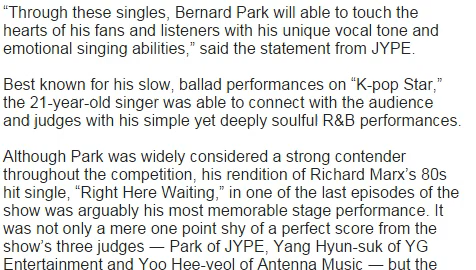 “Through these singles, Bernard Park will able to touch the
hearts of his fans and listeners with his unique vocal tone and
emotional singing abilities,” said the statement from JYPE.
Best known for his slow, ballad performances on “K-pop Star,”
the 21-year-old singer was able to connect with the audience
and judges with his simple yet deeply soulful R&B performances.
Although Park was widely considered a strong contender
throughout the competition, his rendition of Richard Marx’s 80s
hit single, “Right Here Waiting,” in one of the last episodes of the
show was arguably his most memorable stage performance. It
was not only a mere one point shy of a perfect score from the
show’s three judges — Park of JYPE, Yang Hyun-suk of YG
Entertainment and Yoo Hee-yeol of Antenna Music — but the